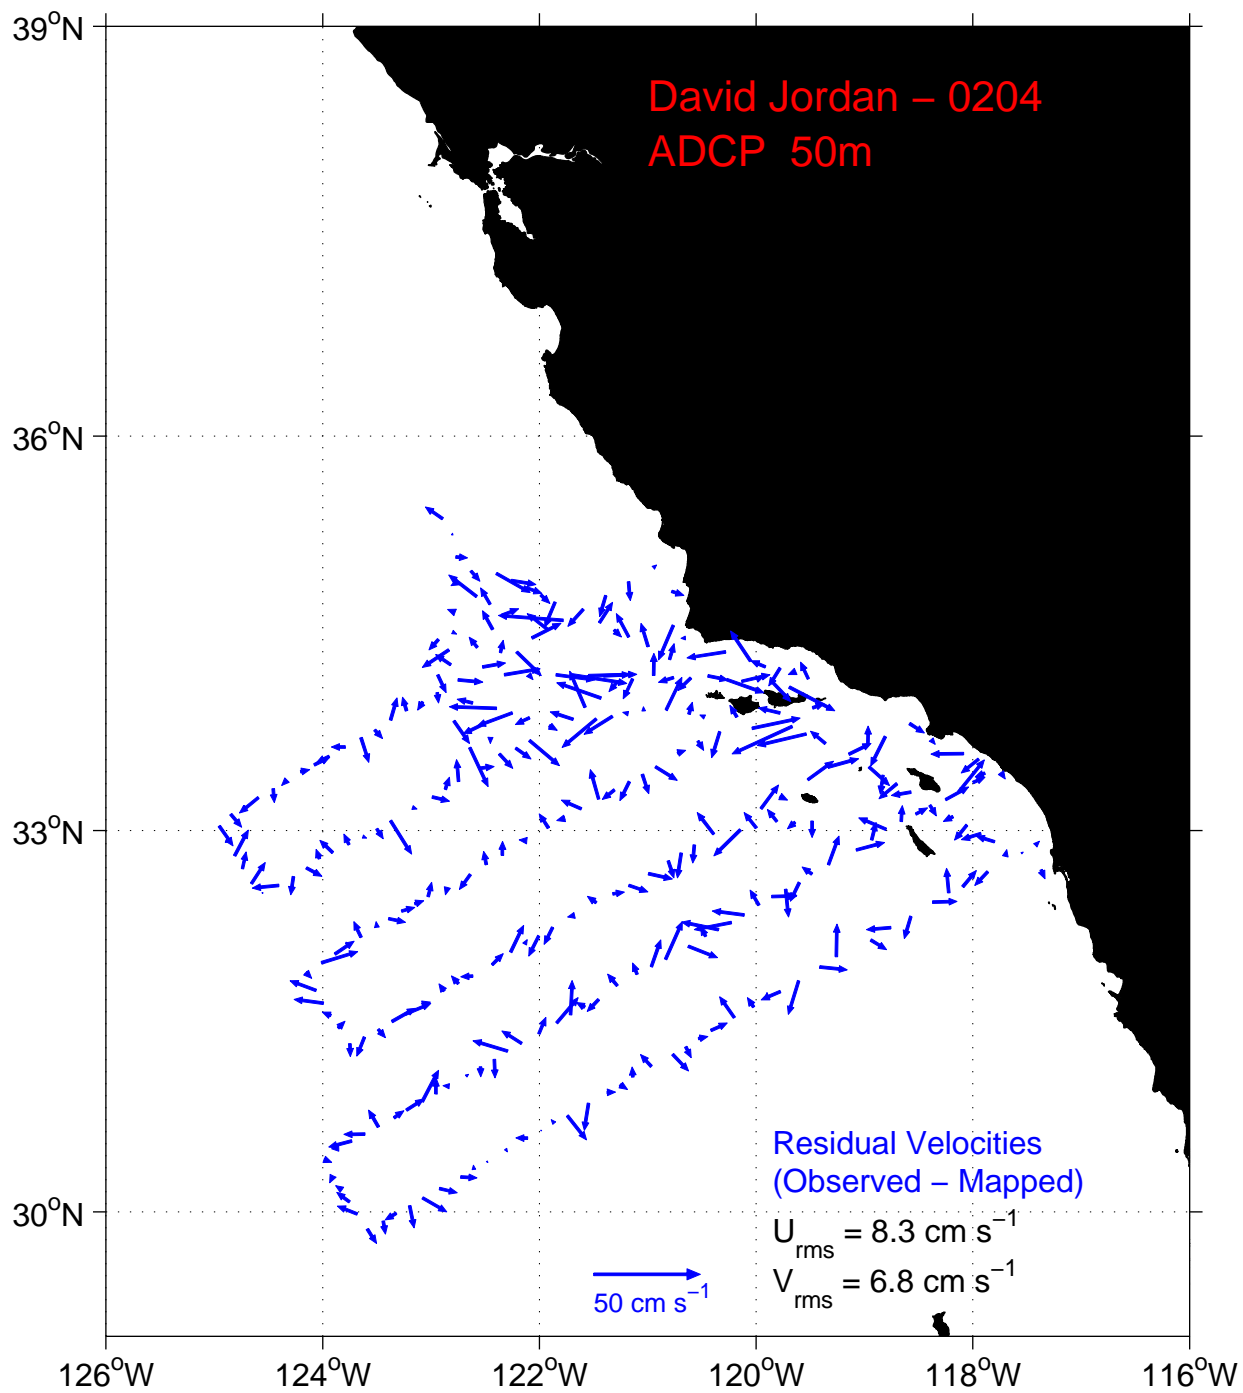 39°N
David Jordan – 0204
ADCP 50m
36°N
33°N
Residual Velocities
(Observed – Mapped)
30°N
U_rms = 8.3 cm s⁻¹
V_rms = 6.8 cm s⁻¹
50 cm s⁻¹
126°W 124°W 122°W 120°W 118°W 116°W